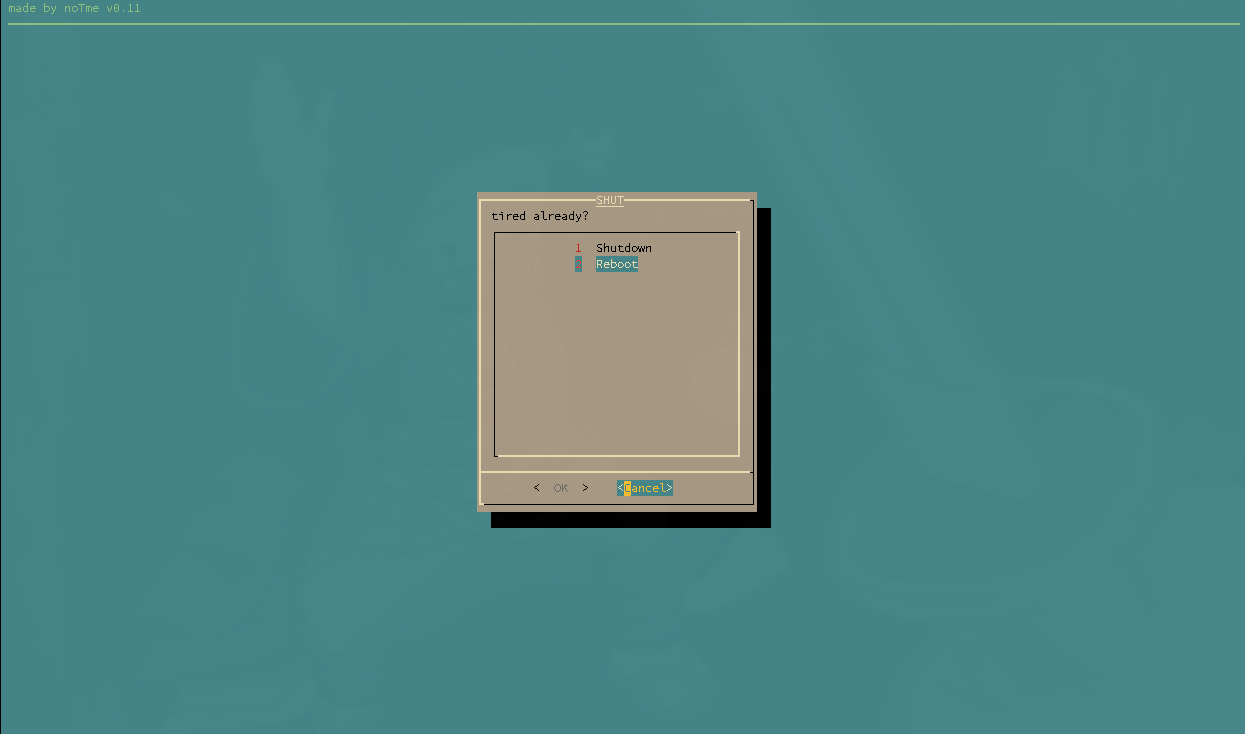 made by noTme v0.11
SHUT
tired already?
1 Shutdown
Reboot
< OK > <Cancel>